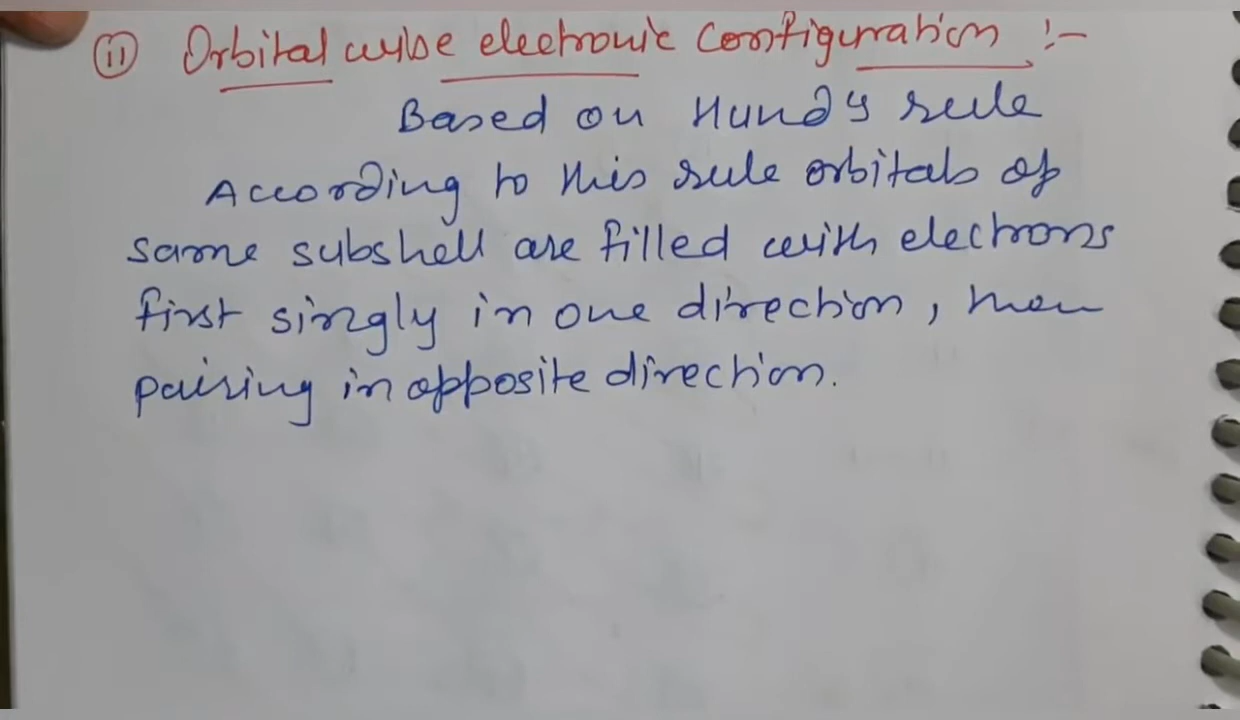 (ii) Orbital wise electronic configuration :-
Based on Hund's rule
According to this rule orbitals of
same subshell are filled with electrons
first singly in one direction, then
pairing in opposite direction.